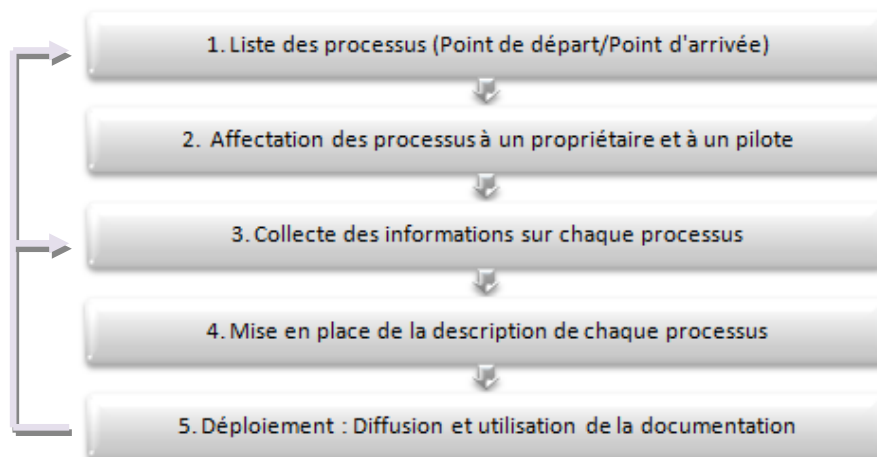 1. Liste des processus (Point de départ/Point d'arrivée)
2. Affectation des processus à un propriétaire et à un pilote
3. Collecte des informations sur chaque processus
4. Mise en place de la description de chaque processus
5. Déploiement : Diffusion et utilisation de la documentation